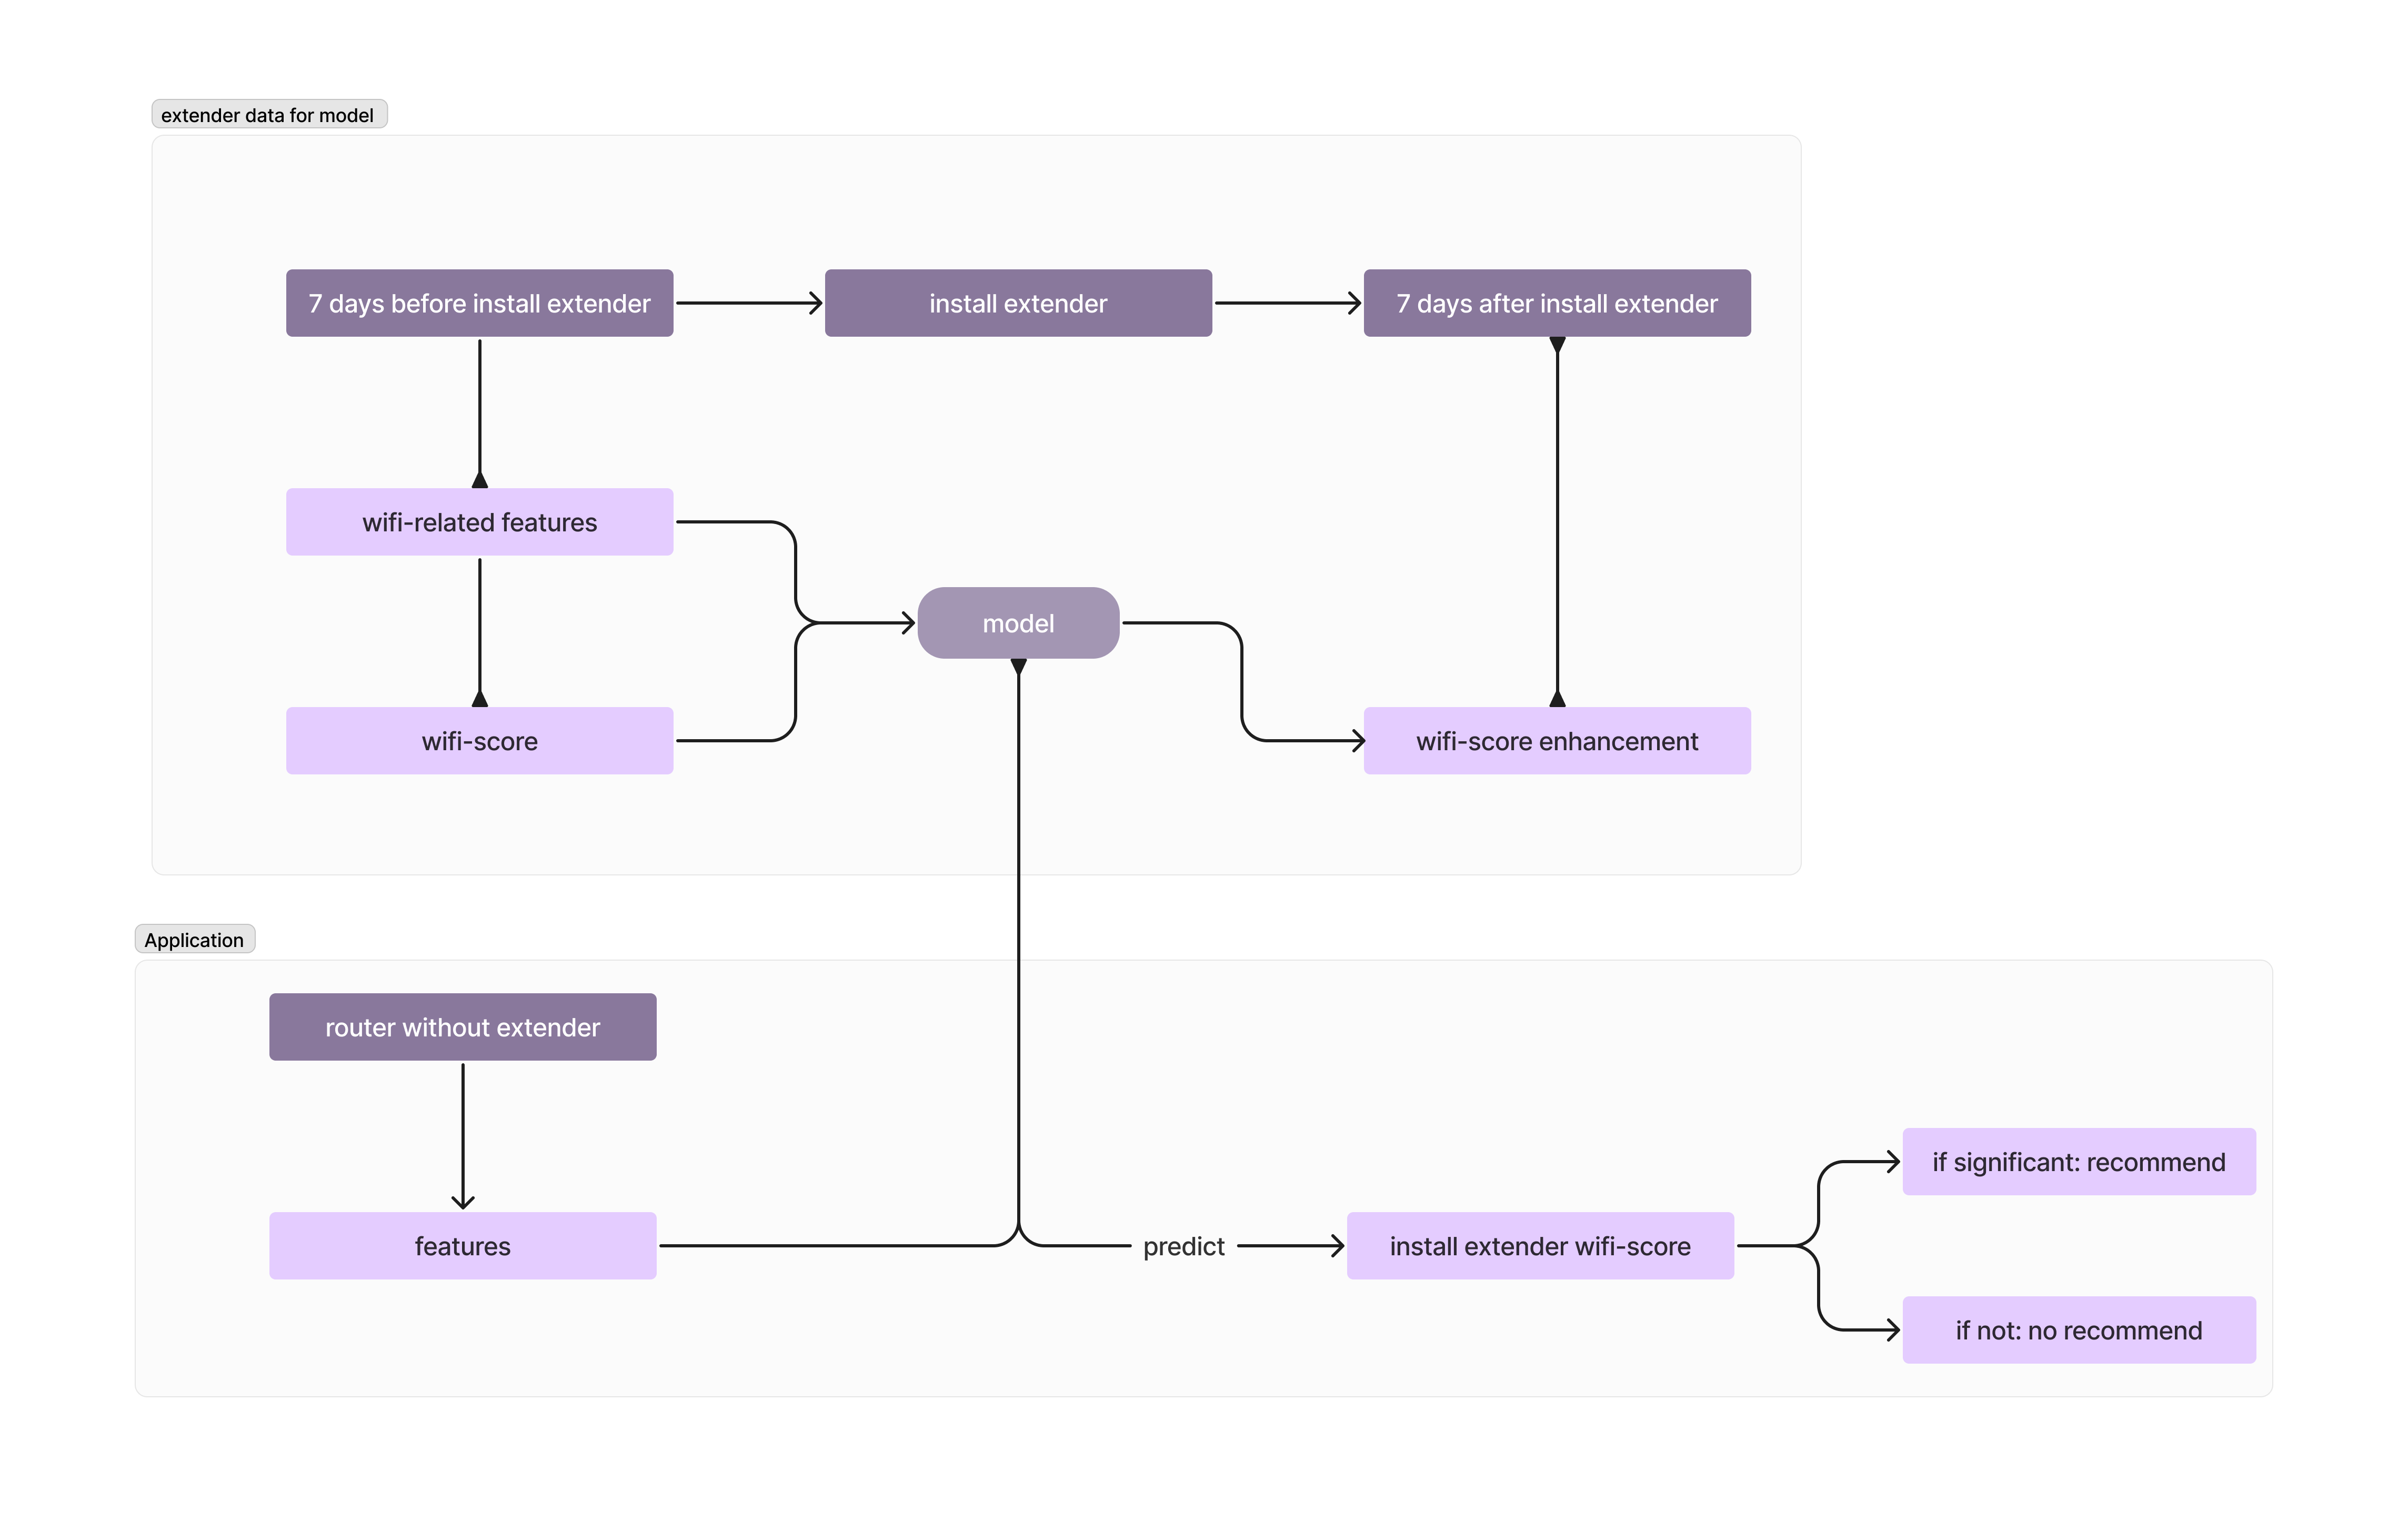 extender data for model
7 days before install extender
install extender
7 days after install extender
wifi-related features
model
wifi-score
wifi-score enhancement
Application
router without extender
if significant: recommend
features
predict
install extender wifi-score
if not: no recommend